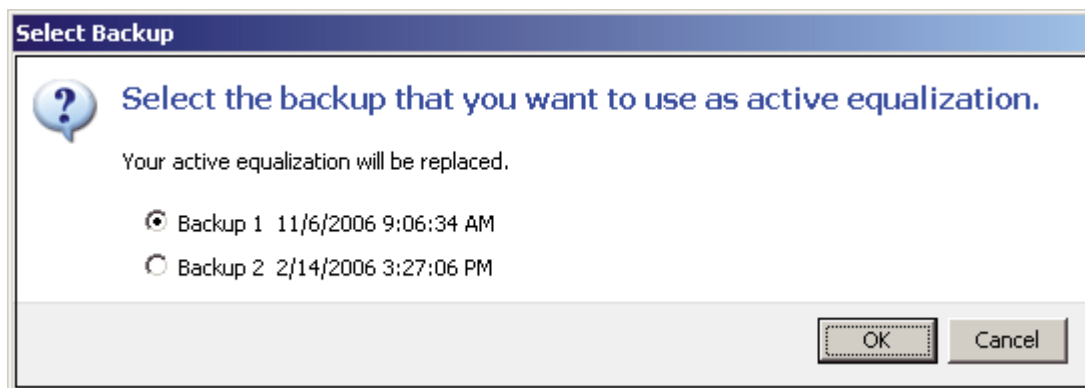 Select Backup
?
Select the backup that you want to use as active equalization.
Your active equalization will be replaced.
Backup 1 11/6/2006 9:06:34 AM
Backup 2 2/14/2006 3:27:06 PM
OK Cancel